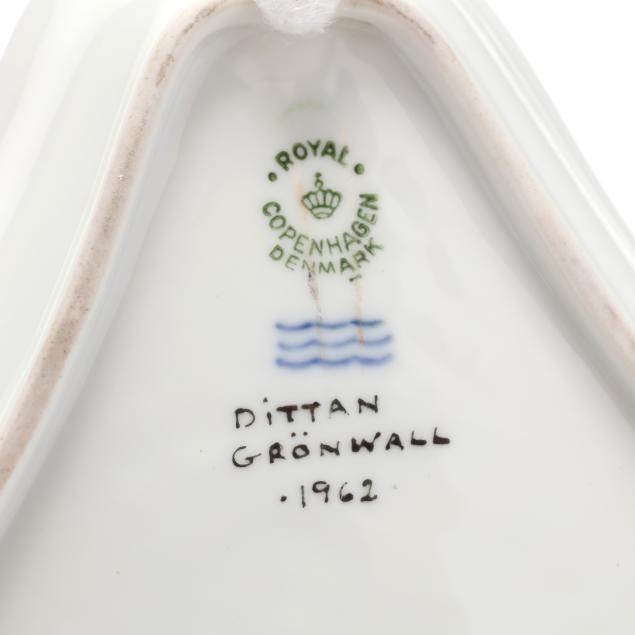 ROYAL
COPENHAGEN
DENMARK
DiTTAN
GRÖNWALL
·1962